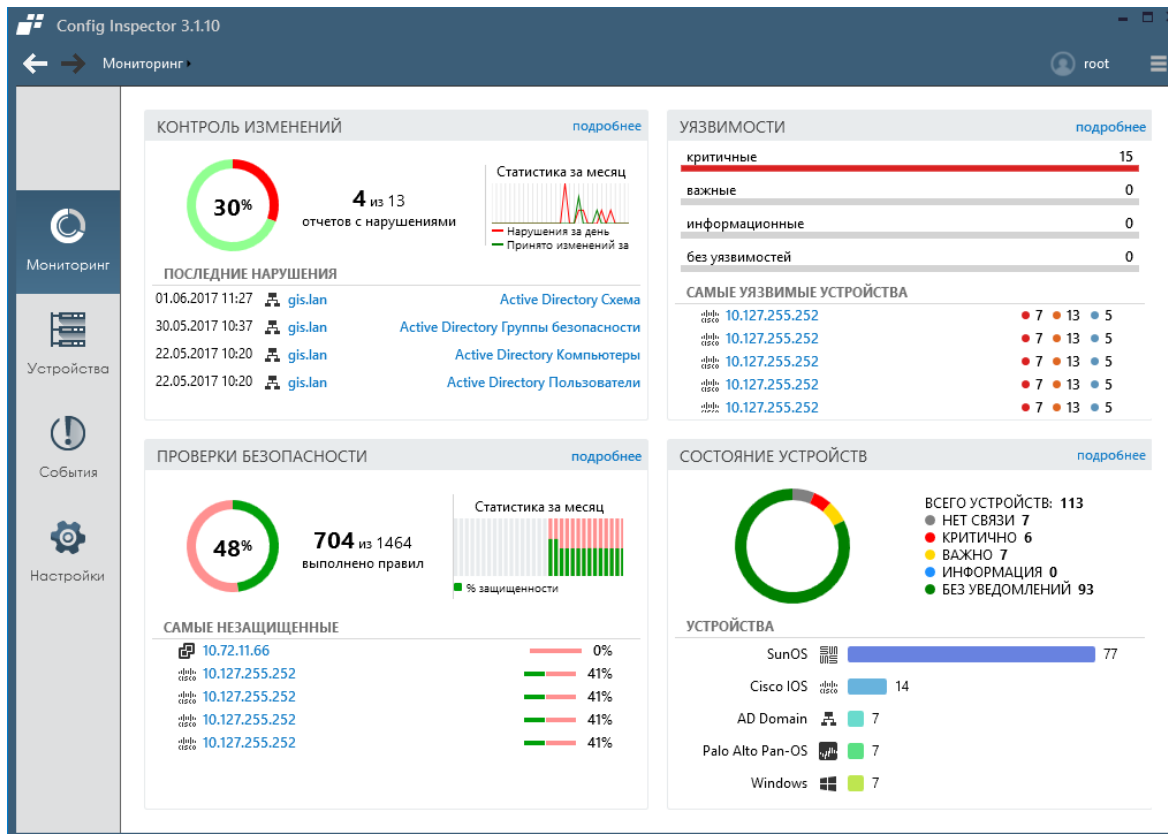 Config Inspector 3.1.10
Мониторинг
root
Мониторинг
Устройства
События
Настройки
КОНТРОЛЬ ИЗМЕНЕНИЙ подробнее
30%
4 из 13
отчетов с нарушениями
Статистика за месяц
Нарушения за день
Принято изменений за
ПОСЛЕДНИЕ НАРУШЕНИЯ
01.06.2017 11:27 gis.lan Active Directory Схема
30.05.2017 10:37 gis.lan Active Directory Группы безопасности
22.05.2017 10:20 gis.lan Active Directory Компьютеры
22.05.2017 10:20 gis.lan Active Directory Пользователи
УЯЗВИМОСТИ подробнее
критичные 15
важные 0
информационные 0
без уязвимостей 0
САМЫЕ УЯЗВИМЫЕ УСТРОЙСТВА
cisco 10.127.255.252 7 13 5
cisco 10.127.255.252 7 13 5
cisco 10.127.255.252 7 13 5
cisco 10.127.255.252 7 13 5
cisco 10.127.255.252 7 13 5
ПРОВЕРКИ БЕЗОПАСНОСТИ подробнее
48%
704 из 1464
выполнено правил
Статистика за месяц
% защищенности
САМЫЕ НЕЗАЩИЩЕННЫЕ
10.72.11.66 0%
cisco 10.127.255.252 41%
cisco 10.127.255.252 41%
cisco 10.127.255.252 41%
cisco 10.127.255.252 41%
СОСТОЯНИЕ УСТРОЙСТВ подробнее
ВСЕГО УСТРОЙСТВ: 113
НЕТ СВЯЗИ 7
КРИТИЧНО 6
ВАЖНО 7
ИНФОРМАЦИЯ 0
БЕЗ УВЕДОМЛЕНИЙ 93
УСТРОЙСТВА
SunOS 77
Cisco IOS cisco 14
AD Domain 7
Palo Alto Pan-OS 7
Windows 7